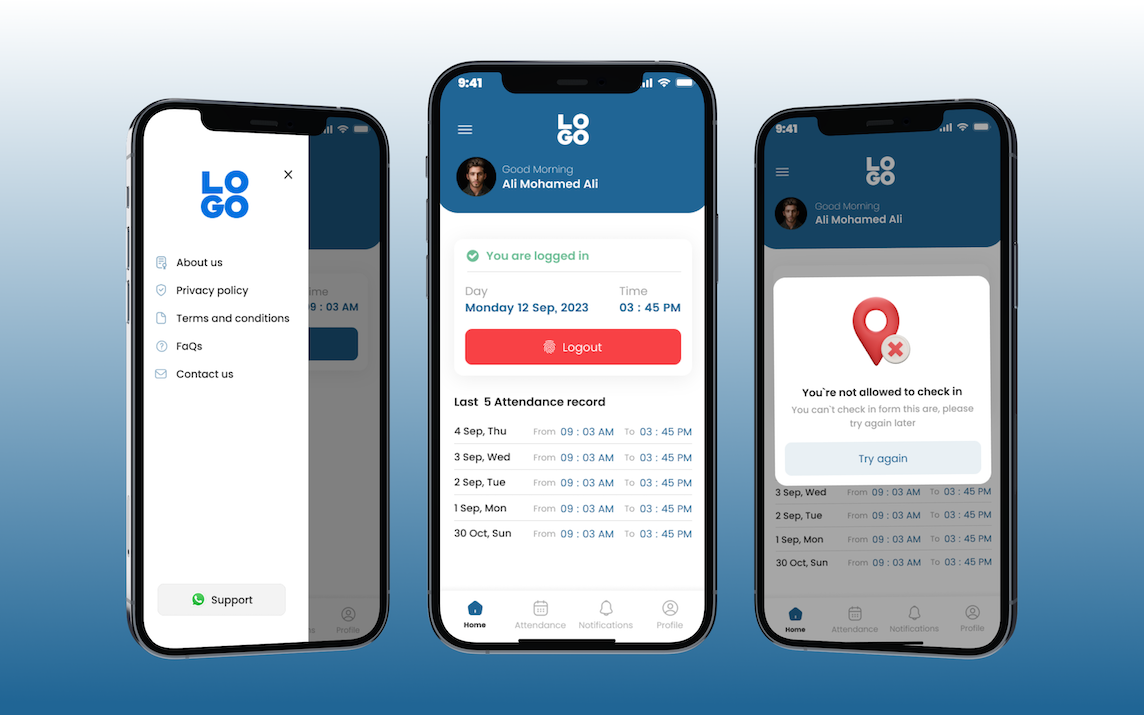 LO
GO
About us
Privacy policy
Terms and conditions
FaQs
Contact us
Support
09 : 03 AM
Profile
9:41
LO
GO
Good Morning
Ali Mohamed Ali
You are logged in
Day Time
Monday 12 Sep, 2023 03 : 45 PM
Logout
Last 5 Attendance record
4 Sep, Thu From 09 : 03 AM To 03 : 45 PM
3 Sep, Wed From 09 : 03 AM To 03 : 45 PM
2 Sep, Tue From 09 : 03 AM To 03 : 45 PM
1 Sep, Mon From 09 : 03 AM To 03 : 45 PM
30 Oct, Sun From 09 : 03 AM To 03 : 45 PM
Home Attendance Notifications Profile
9:41
LO
GO
Good Morning
Ali Mohamed Ali
You`re not allowed to check in
You can`t check in form this are, please
try again later
Try again
3 Sep, Wed From 09 : 03 AM To 03 : 45 PM
2 Sep, Tue From 09 : 03 AM To 03 : 45 PM
1 Sep, Mon From 09 : 03 AM To 03 : 45 PM
30 Oct, Sun From 09 : 03 AM To 03 : 45 PM
Home Attendance Notifications Profile